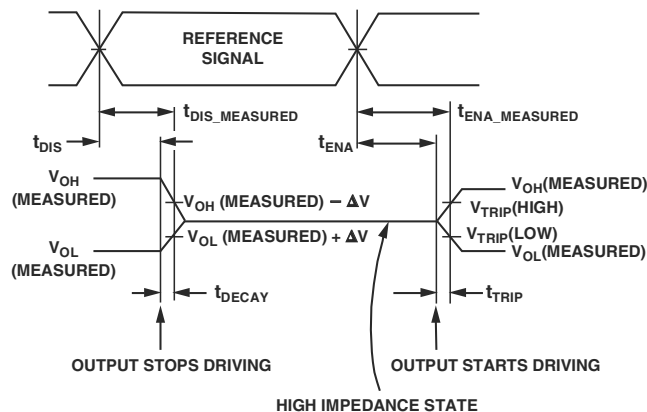 REFERENCE
SIGNAL
tDIS_MEASURED
tENA_MEASURED
tDIS
tENA
VOH
(MEASURED)
VOH (MEASURED) − ΔV
VOH(MEASURED)
VTRIP(HIGH)
VOL
(MEASURED)
VOL (MEASURED) + ΔV
VTRIP(LOW)
VOL(MEASURED)
tDECAY
tTRIP
OUTPUT STOPS DRIVING
OUTPUT STARTS DRIVING
HIGH IMPEDANCE STATE